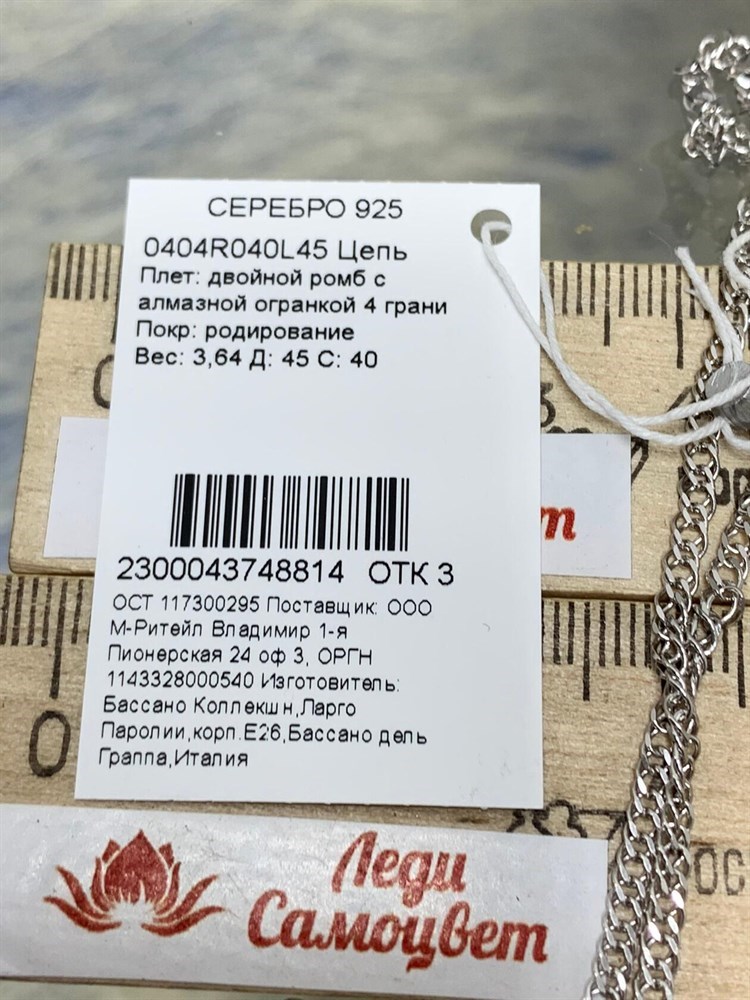 СЕРЕБРО 925
0404R040L45 Цепь
Плет: двойной ромб с
алмазной огранкой 4 грани
Покр: родирование
Вес: 3,64 Д: 45 С: 40
2300043748814 ОТК 3
ОСТ 117300295 Поставщик: ООО
М-Ритейл Владимир 1-я
Пионерская 24 оф 3, ОРГН
1143328000540 Изготовитель:
Бассано Коллекшн,Ларго
Паролии,корп.Е26,Бассано дель
Граппа,Италия
0
Леди
Самоцвет